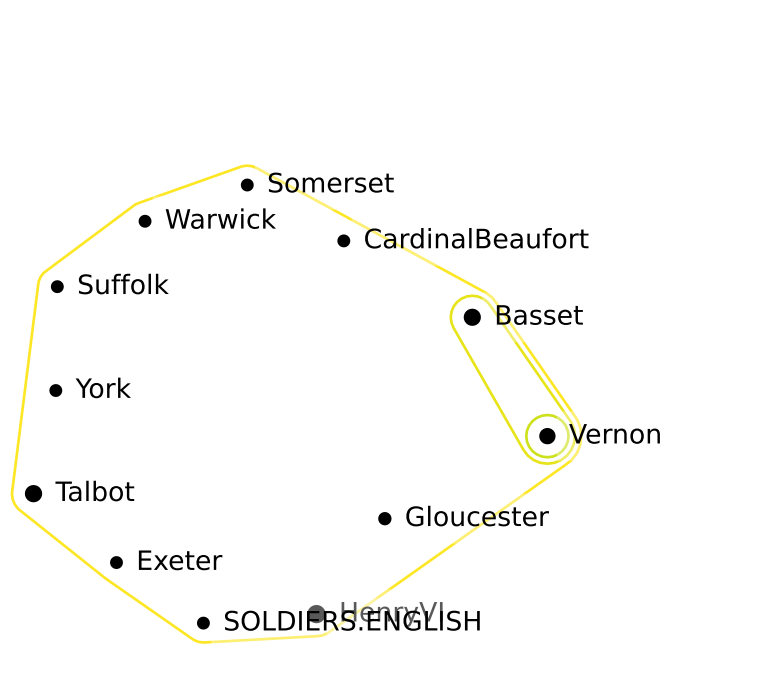 Somerset
Warwick
CardinalBeaufort
Suffolk
Basset
York
Vernon
Talbot
Gloucester
Exeter
HenryVI
SOLDIERS.ENGLISH